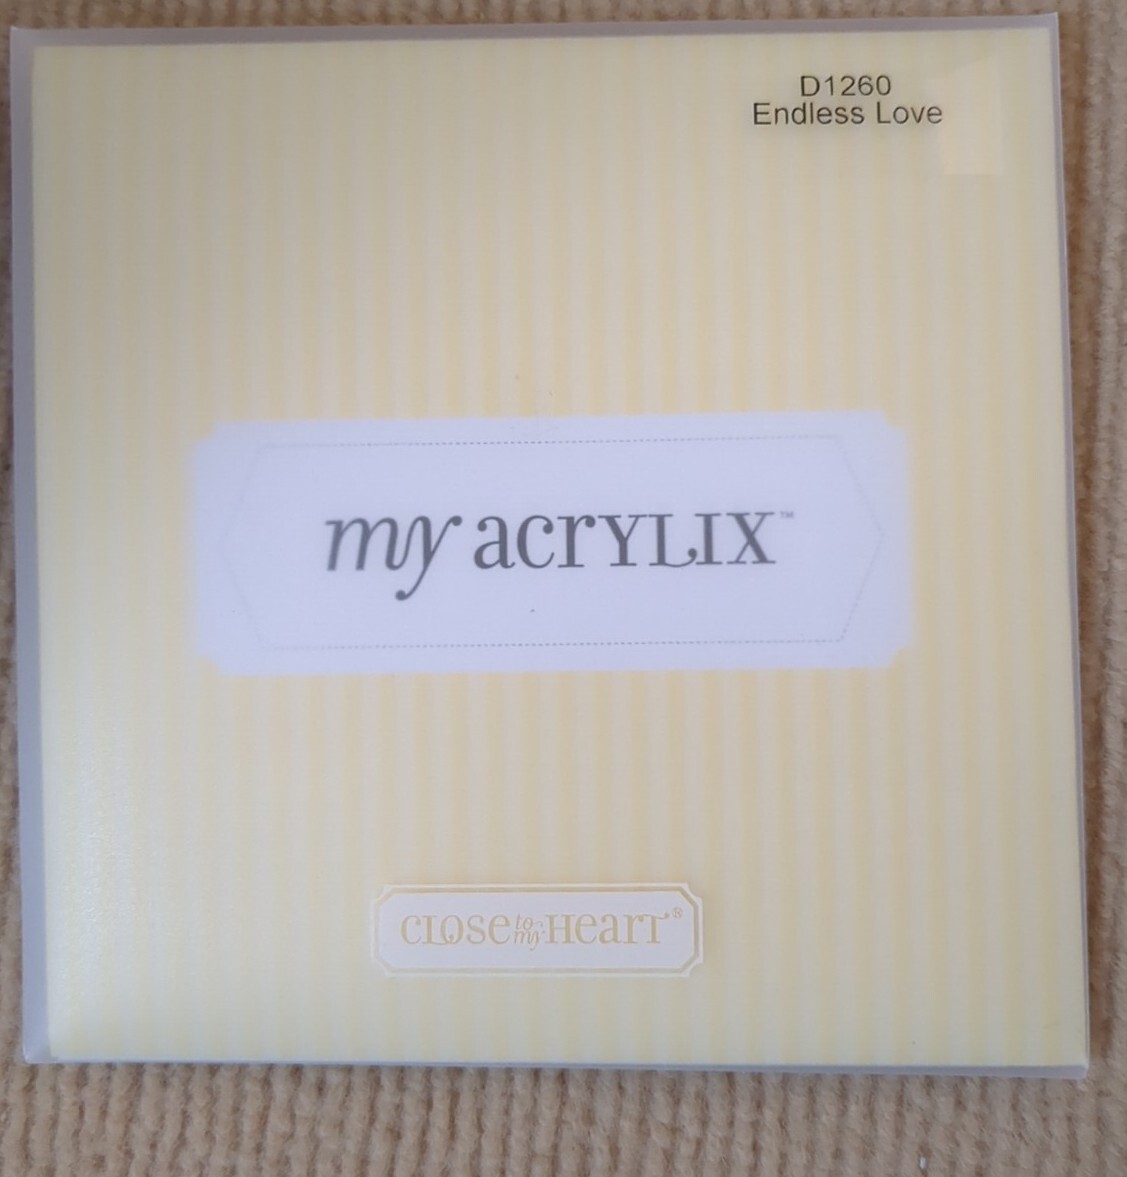 D1260
Endless Love
my acrylix™
close to my Heart®